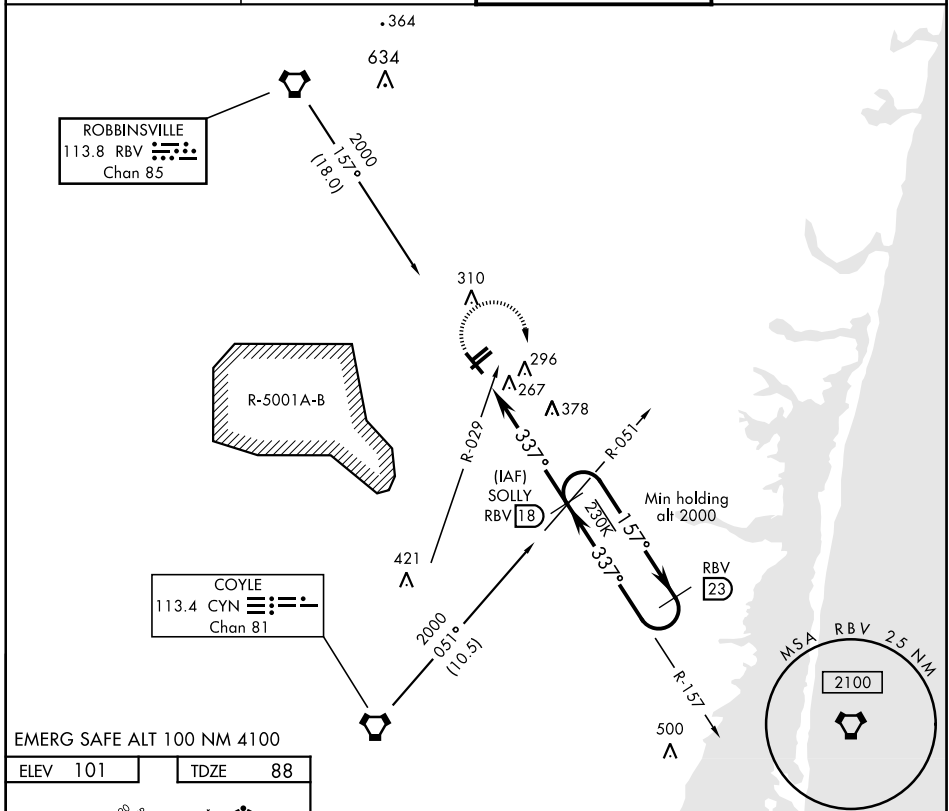 .364
634
ROBBINSVILLE
113.8 RBV
Chan 85
2000
157°
(18.0)
310
296
267
378
R-5001A-B
R-029
337°
R-051
(IAF)
SOLLY
RBV 18
230K
157°
337°
Min holding
alt 2000
RBV
23
421
COYLE
113.4 CYN
Chan 81
2000
051°
(10.5)
R-157
500
MSA RBV 25 NM
2100
EMERG SAFE ALT 100 NM 4100
ELEV 101
TDZE 88